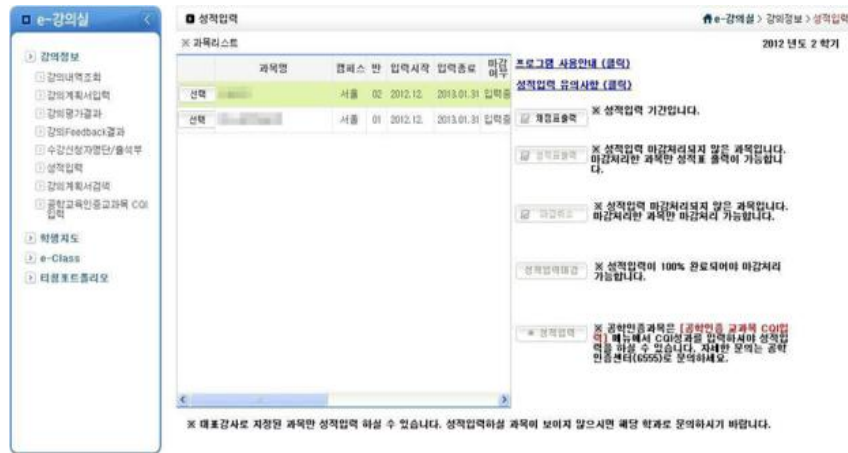 e-강의실
강의정보
강의내역조회
강의계획서입력
강의평가결과
강의Feedback결과
수강신청자명단/출석부
성적입력
강의계획서검색
공학교육인증교과목 CQI
입력
학생지도
e-Class
티칭포트폴리오
성적입력
e-강의실 > 강의정보 > 성적입력
※ 과목리스트
2012 년도 2 학기
과목명 캠퍼스 반 입력시작 입력종료 마감
여부
선택 서울 02 2012.12. 2013.01.31 입력중
선택 서울 01 2012.12. 2013.01.31 입력중
프로그램 사용안내 (클릭)
성적입력 유의사항 (클릭)
채점표출력
※ 성적입력 기간입니다.
성적표출력
※ 성적입력 마감처리되지 않은 과목입니다.
마감처리한 과목만 성적표 출력이 가능합니
다.
마감취소
※ 성적입력 마감처리되지 않은 과목입니다.
마감처리한 과목만 마감처리 가능합니다.
성적입력마감
※ 성적입력이 100% 완료되어야 마감처리
가능합니다.
성적입력
※ 공학인증과목은 [공학인증 교과목 CQI입
력] 메뉴에서 CQI성과를 입력하셔야 성적입
력을 하실 수 있습니다. 자세한 문의는 공학
인증센터(6555)로 문의하세요.
※ 대표강사로 지정된 과목만 성적입력 하실 수 있습니다. 성적입력하실 과목이 보이지 않으시면 해당 학과로 문의하시기 바랍니다.